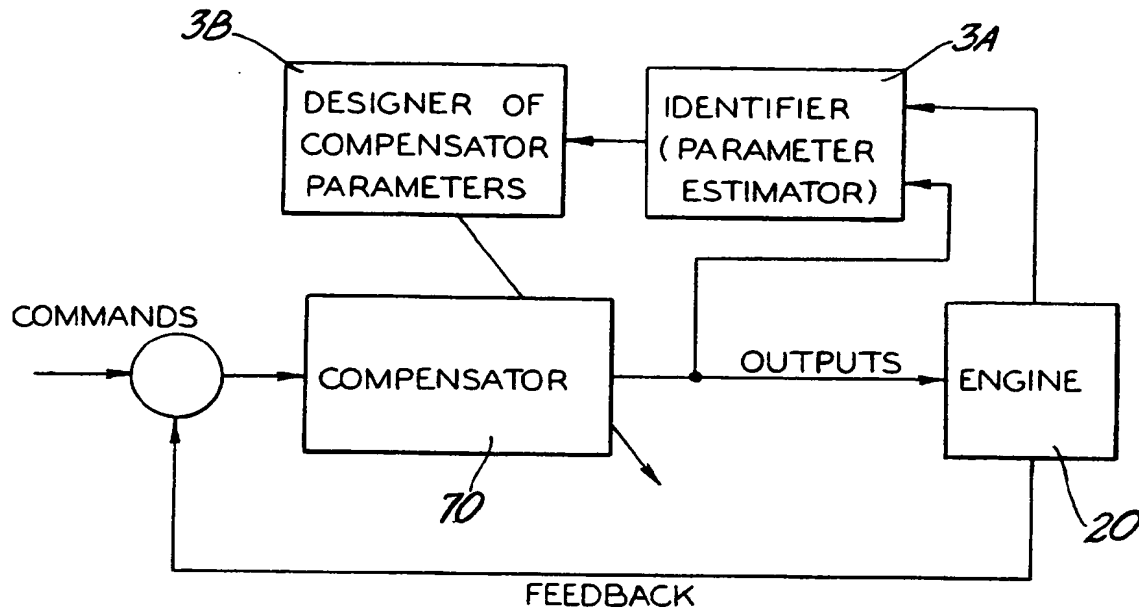 3B
3A
DESIGNER OF
COMPENSATOR
PARAMETERS
IDENTIFIER
(PARAMETER
ESTIMATOR)
COMMANDS
COMPENSATOR
OUTPUTS
ENGINE
70
20
FEEDBACK